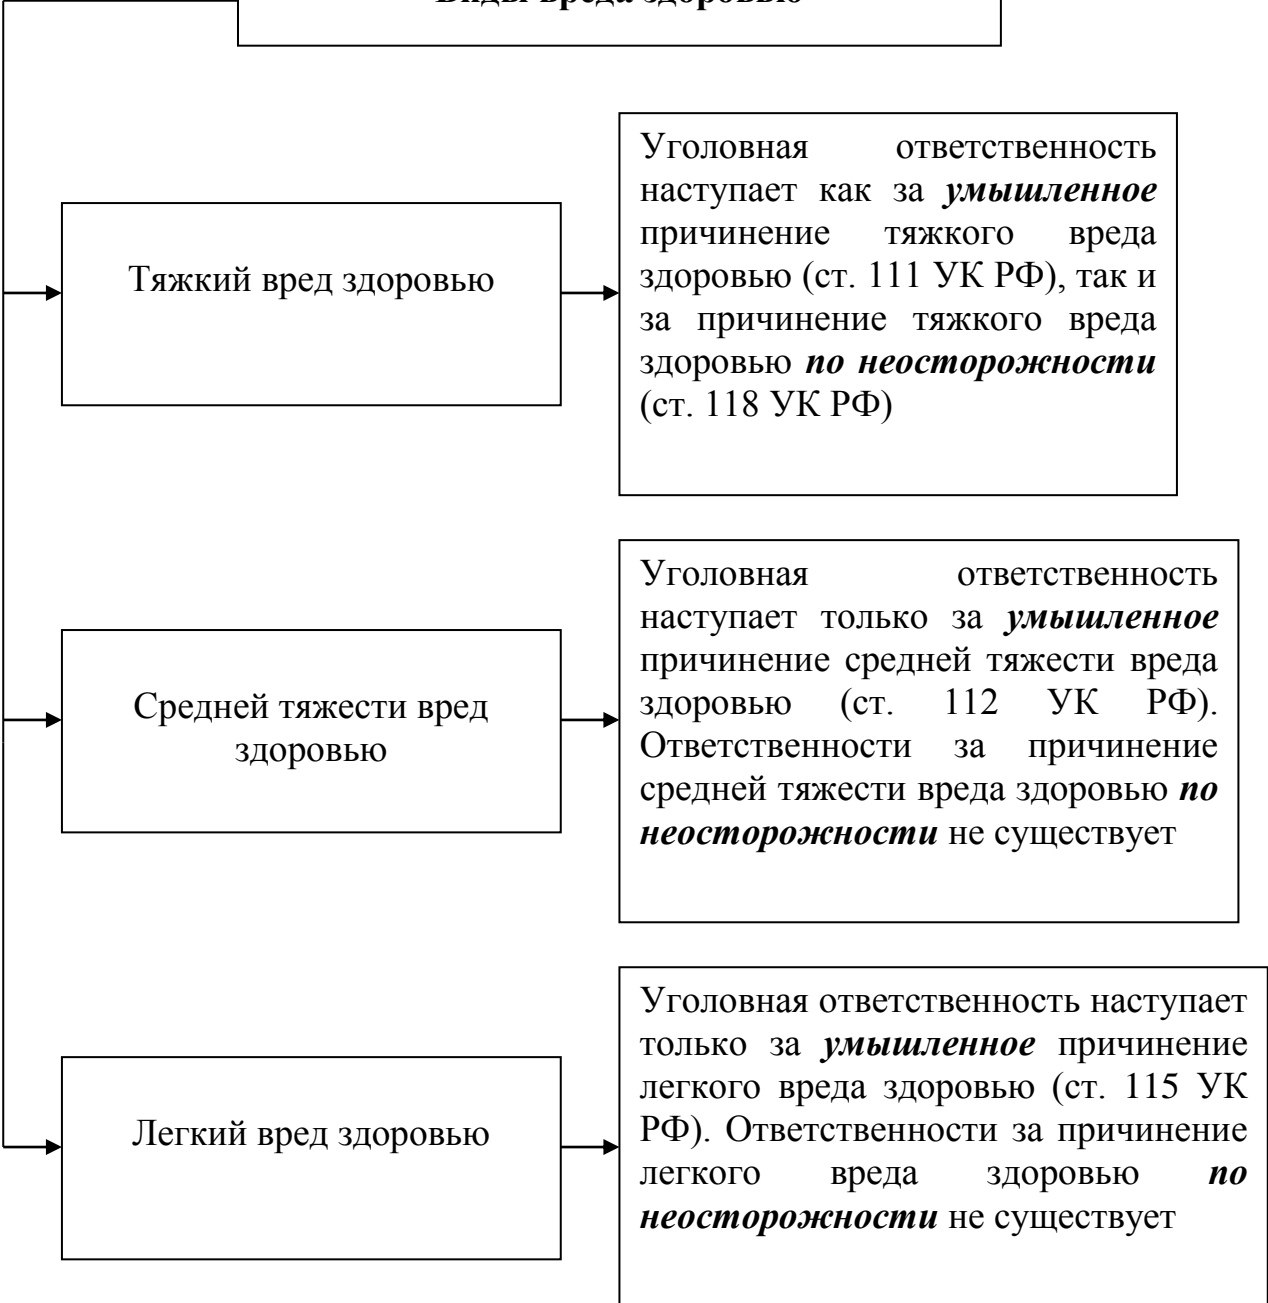 Виды вреда здоровью
Тяжкий вред здоровью
Уголовная ответственность
наступает как за умышленное
причинение тяжкого вреда
здоровью (ст. 111 УК РФ), так и
за причинение тяжкого вреда
здоровью по неосторожности
(ст. 118 УК РФ)
Средней тяжести вред
здоровью
Уголовная ответственность
наступает только за умышленное
причинение средней тяжести вреда
здоровью (ст. 112 УК РФ).
Ответственности за причинение
средней тяжести вреда здоровью по
неосторожности не существует
Легкий вред здоровью
Уголовная ответственность наступает
только за умышленное причинение
легкого вреда здоровью (ст. 115 УК
РФ). Ответственности за причинение
легкого вреда здоровью по
неосторожности не существует